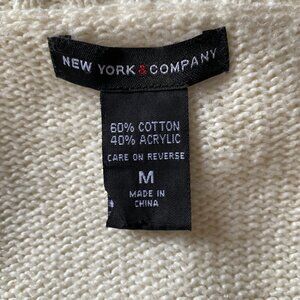 NEW YORK & COMPANY
60% COTTON
40% ACRYLIC
CARE ON REVERSE
M
MADE IN
CHINA